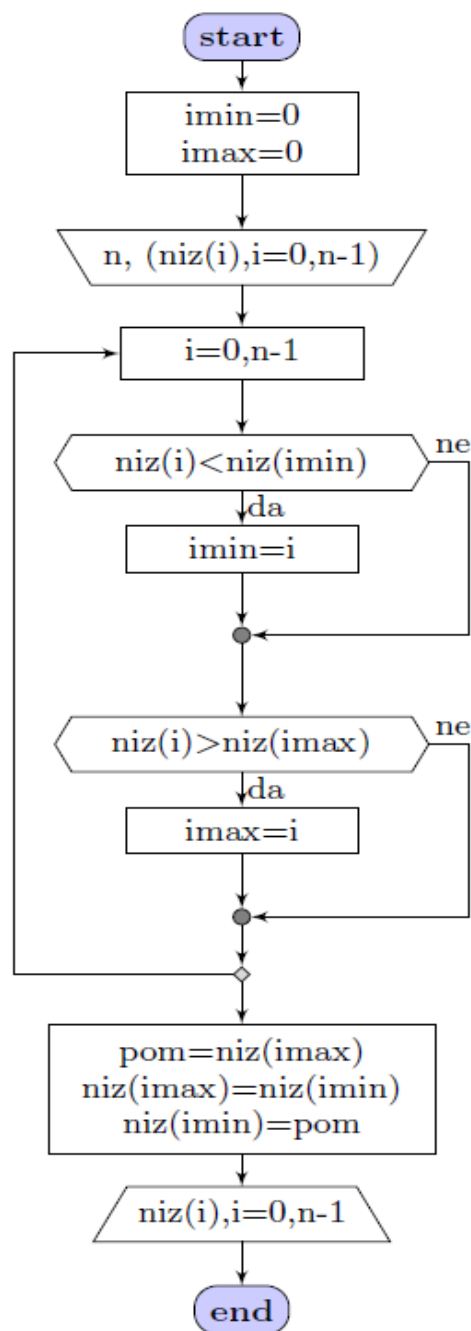 start
imin=0
imax=0
n, (niz(i),i=0,n-1)
i=0,n-1
niz(i)<niz(imin)
ne
da
imin=i
niz(i)>niz(imax)
ne
da
imax=i
pom=niz(imax)
niz(imax)=niz(imin)
niz(imin)=pom
niz(i),i=0,n-1
end